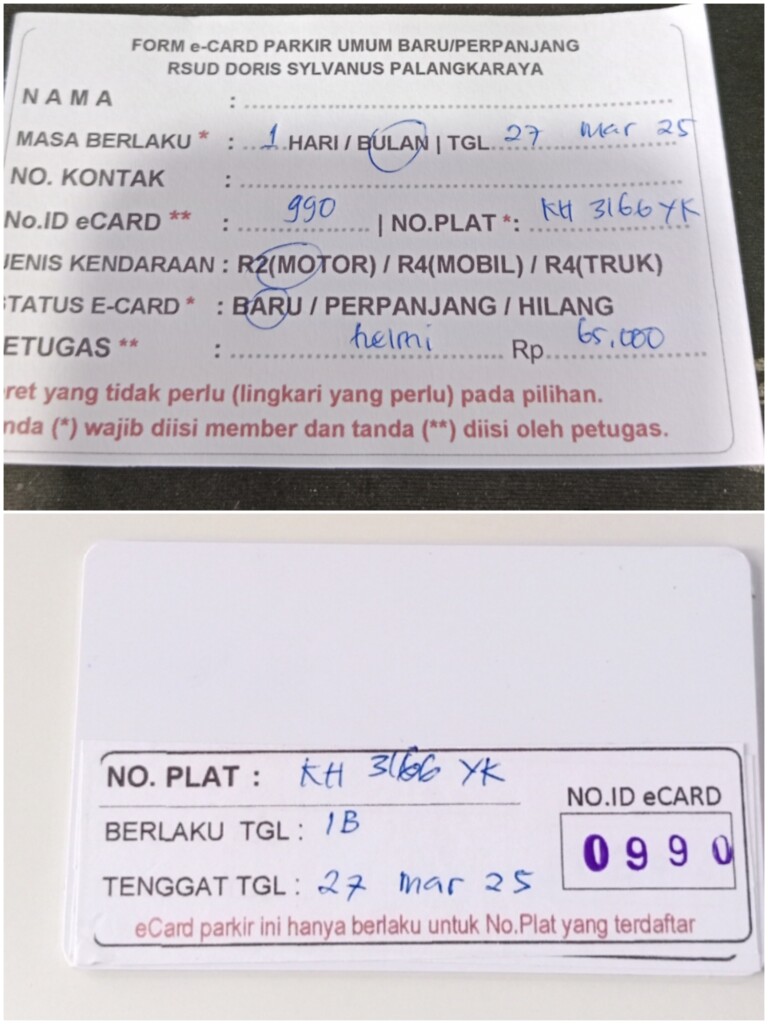 FORM e-CARD PARKIR UMUM BARU/PERPANJANG
RSUD DORIS SYLVANUS PALANGKARAYA
NAMA :
MASA BERLAKU * : 1 HARI / BULAN | TGL 27 Mar 25
NO. KONTAK :
No.ID eCARD ** : 990 | NO.PLAT *: KH 3166 YK
JENIS KENDARAAN : R2(MOTOR) / R4(MOBIL) / R4(TRUK)
TATUS E-CARD * : BARU / PERPANJANG / HILANG
ETUGAS ** : helmi Rp 65.000
ret yang tidak perlu (lingkari yang perlu) pada pilihan.
nda (*) wajib diisi member dan tanda (**) diisi oleh petugas.
NO. PLAT : KH 3166 YK
NO.ID eCARD
BERLAKU TGL : 1B
0990
TENGGAT TGL : 27 Mar 25
eCard parkir ini hanya berlaku untuk No.Plat yang terdaftar